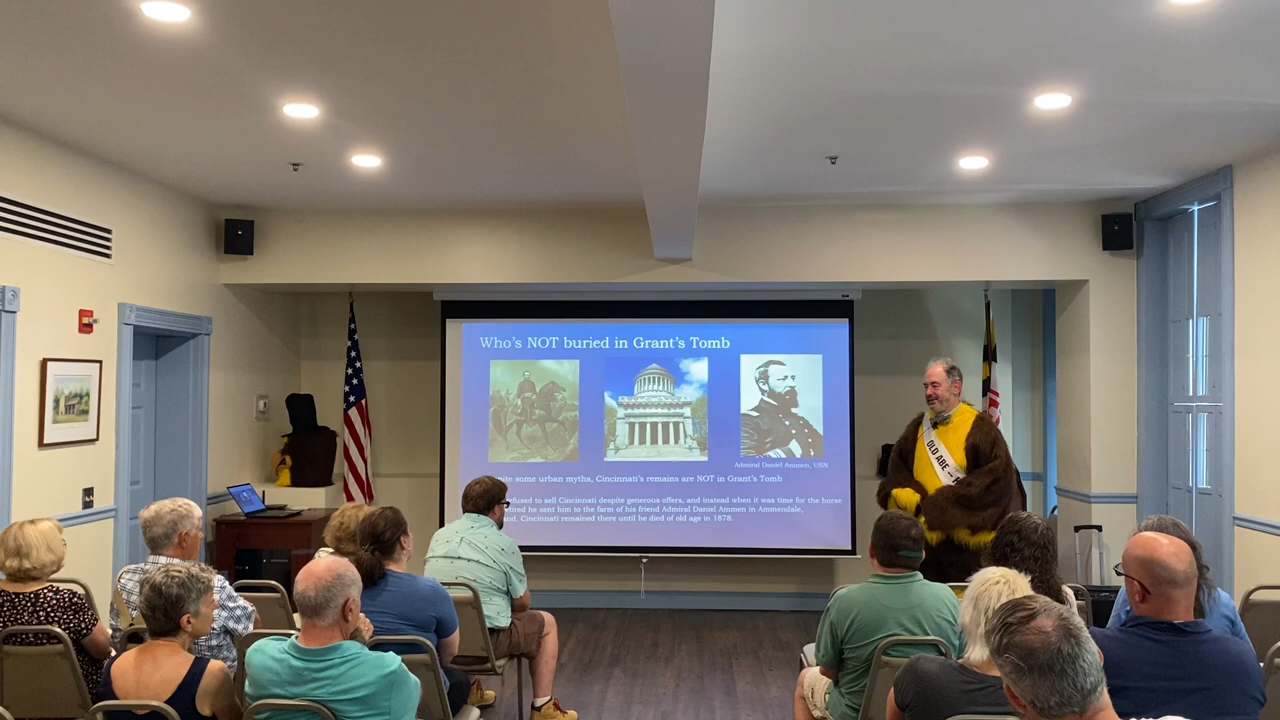 Who's NOT buried in Grant's Tomb
Admiral Daniel Ammen, USN
some urban myths, Cincinnati's remains are NOT in Grant's Tomb
refused to sell Cincinnati despite generous offers, and instead when it was time for the horse
he sent him to the farm of his friend Admiral Daniel Ammen in Ammendale,
Cincinnati remained there until he died of old age in 1878.
OLD ABE